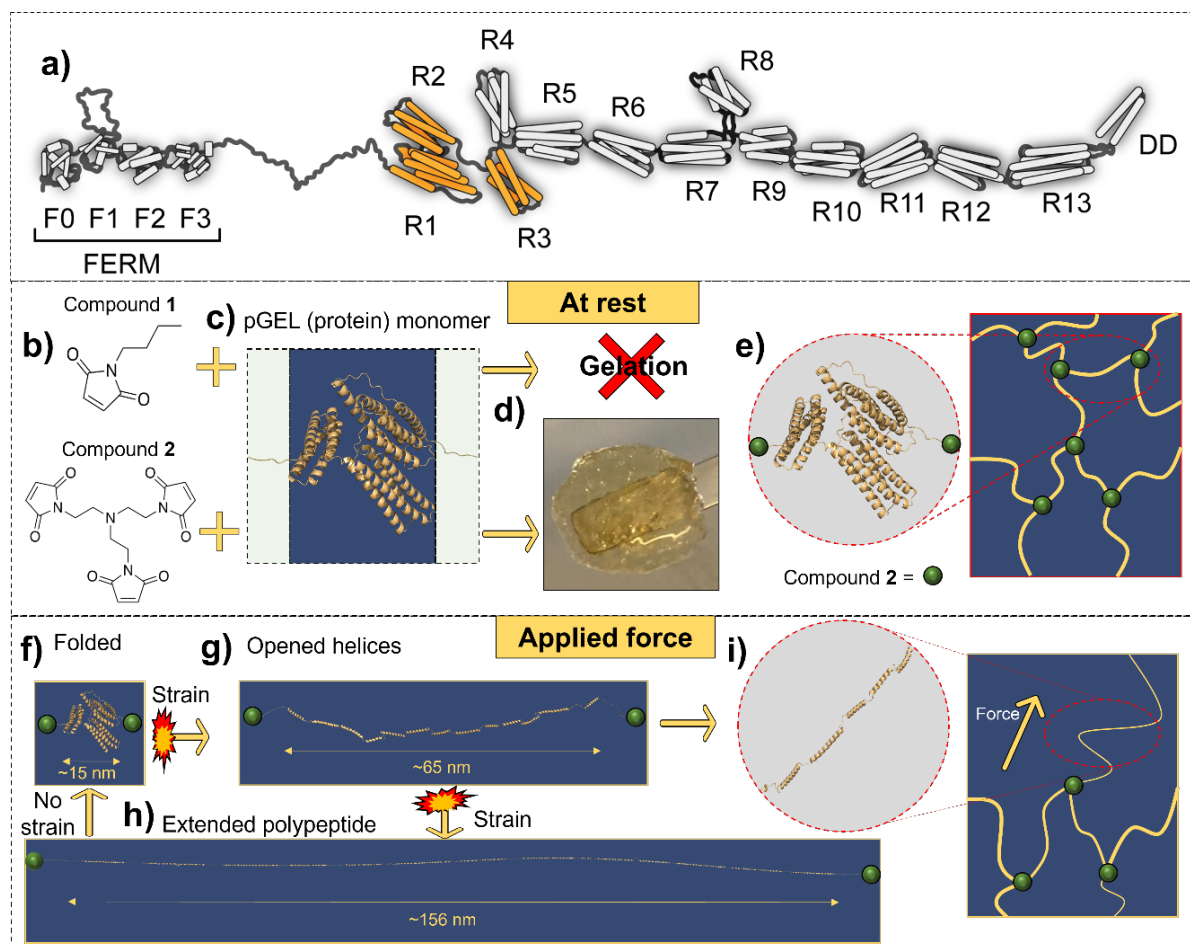 a)
R4
R2
R8
R5
R6
DD
R7
R9
R1
R3
R10
R11
R12
R13
F0 F1 F2 F3
FERM
Compound 1
b)
c) pGEL (protein) monomer
At rest
Gelation
N
O
O
d)
e)
Compound 2
O
O
N
N
N
O
O
N
O
O
Compound 2 =
f) Folded
Applied force
g) Opened helices
i)
Strain
~15 nm
~65 nm
Force
No
strain
h) Extended polypeptide
Strain
~156 nm